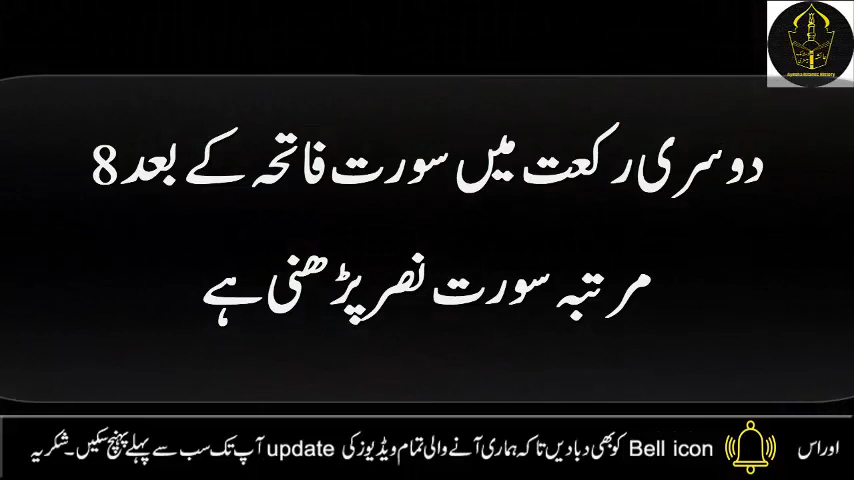 دوسری رکعت میں سورت فاتحہ کے بعد 8
مرتبہ سورت نصر پڑھنی ہے
اور اس Bell icon کو بھی دبا دیں تاکہ ہماری آنے والی تمام ویڈیوز کی update آپ تک سب سے پہلے پہنچ سکیں۔ شکریہ